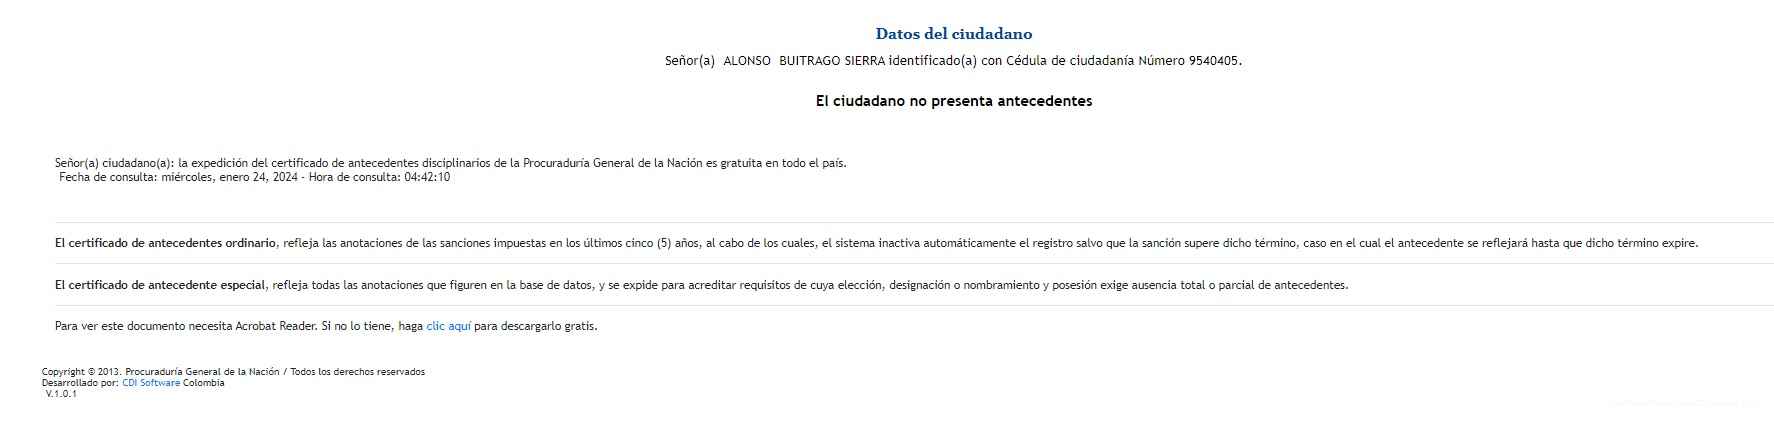 Datos del ciudadano
Señor(a) ALONSO BUITRAGO SIERRA identificado(a) con Cédula de ciudadanía Número 9540405.
El ciudadano no presenta antecedentes
Señor(a) ciudadano(a): la expedición del certificado de antecedentes disciplinarios de la Procuraduría General de la Nación es gratuita en todo el país.
Fecha de consulta: miércoles, enero 24, 2024 - Hora de consulta: 04:42:10
El certificado de antecedentes ordinario, refleja las anotaciones de las sanciones impuestas en los últimos cinco (5) años, al cabo de los cuales, el sistema inactiva automáticamente el registro salvo que la sanción supere dicho término, caso en el cual el antecedente se reflejará hasta que dicho término expire.
El certificado de antecedente especial, refleja todas las anotaciones que figuren en la base de datos, y se expide para acreditar requisitos de cuya elección, designación o nombramiento y posesión exige ausencia total o parcial de antecedentes.
Para ver este documento necesita Acrobat Reader. Si no lo tiene, haga clic aquí para descargarlo gratis.
Copyright © 2013. Procuraduría General de la Nación / Todos los derechos reservados
Desarrollado por: CDI Software Colombia
V.1.0.1